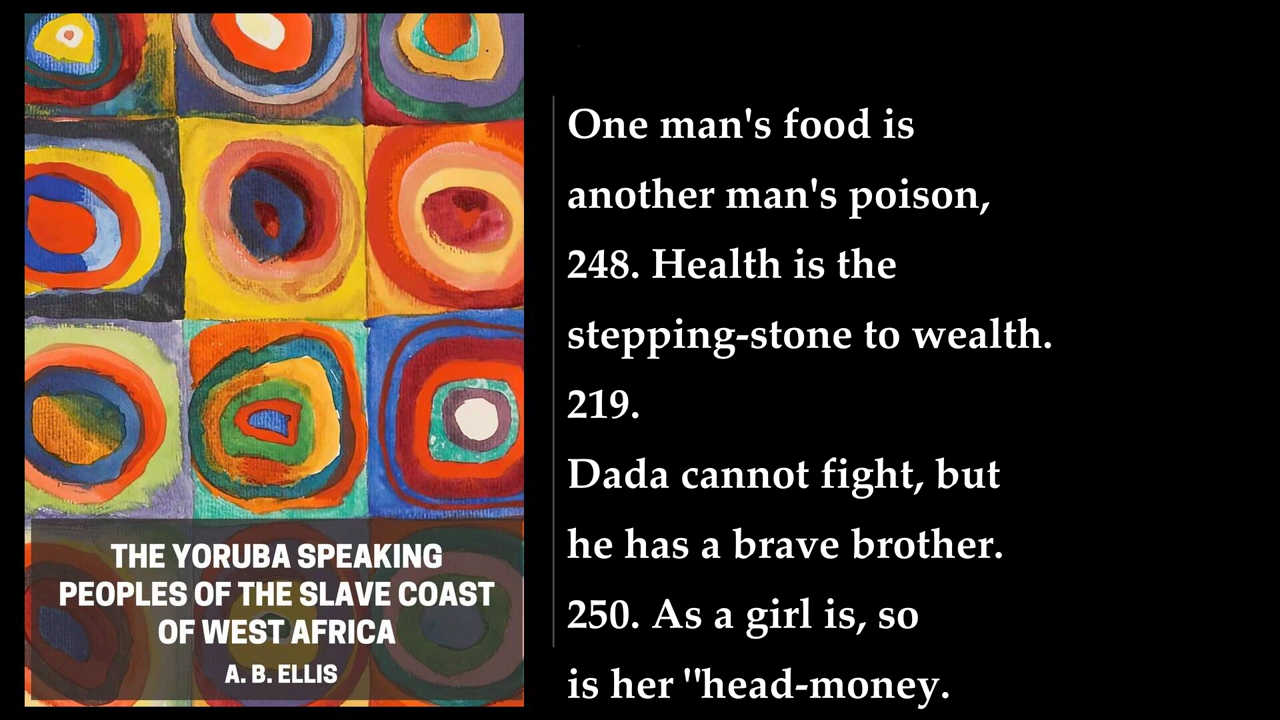 THE YORUBA SPEAKING
PEOPLES OF THE SLAVE COAST
OF WEST AFRICA
A. B. ELLIS
One man's food is
another man's poison,
248. Health is the
stepping-stone to wealth.
219.
Dada cannot fight, but
he has a brave brother.
250. As a girl is, so
is her "head-money.